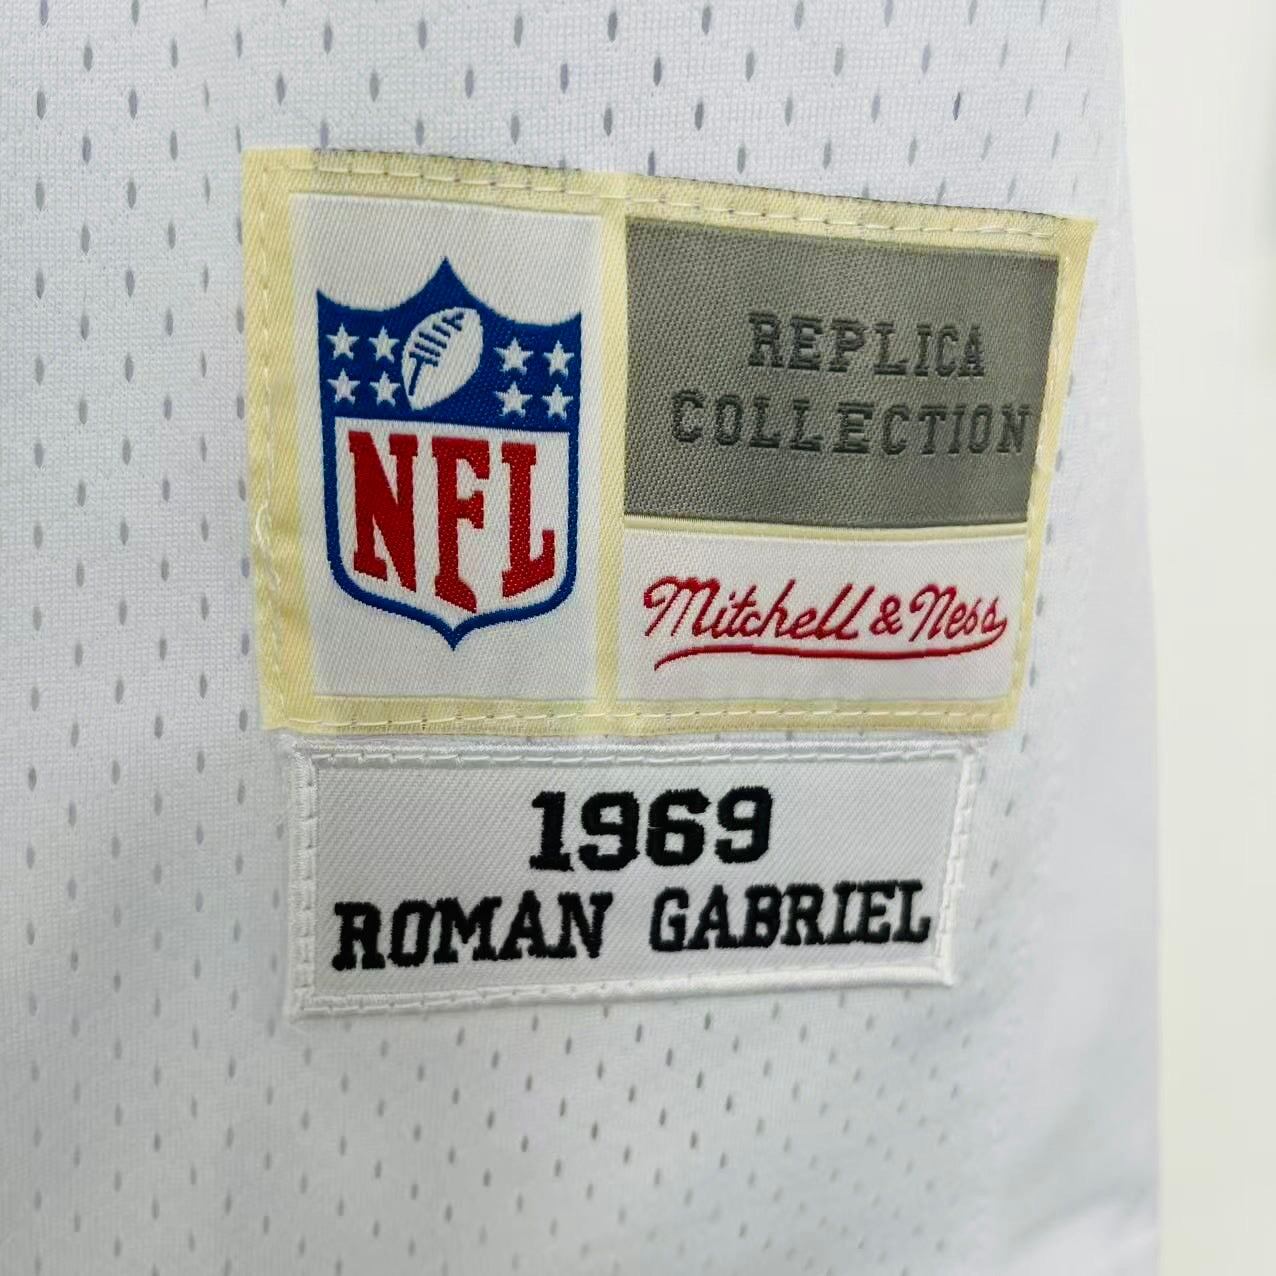 NFL
REPLICA
COLLECTION
Mitchell & Ness
1969
ROMAN GABRIEL